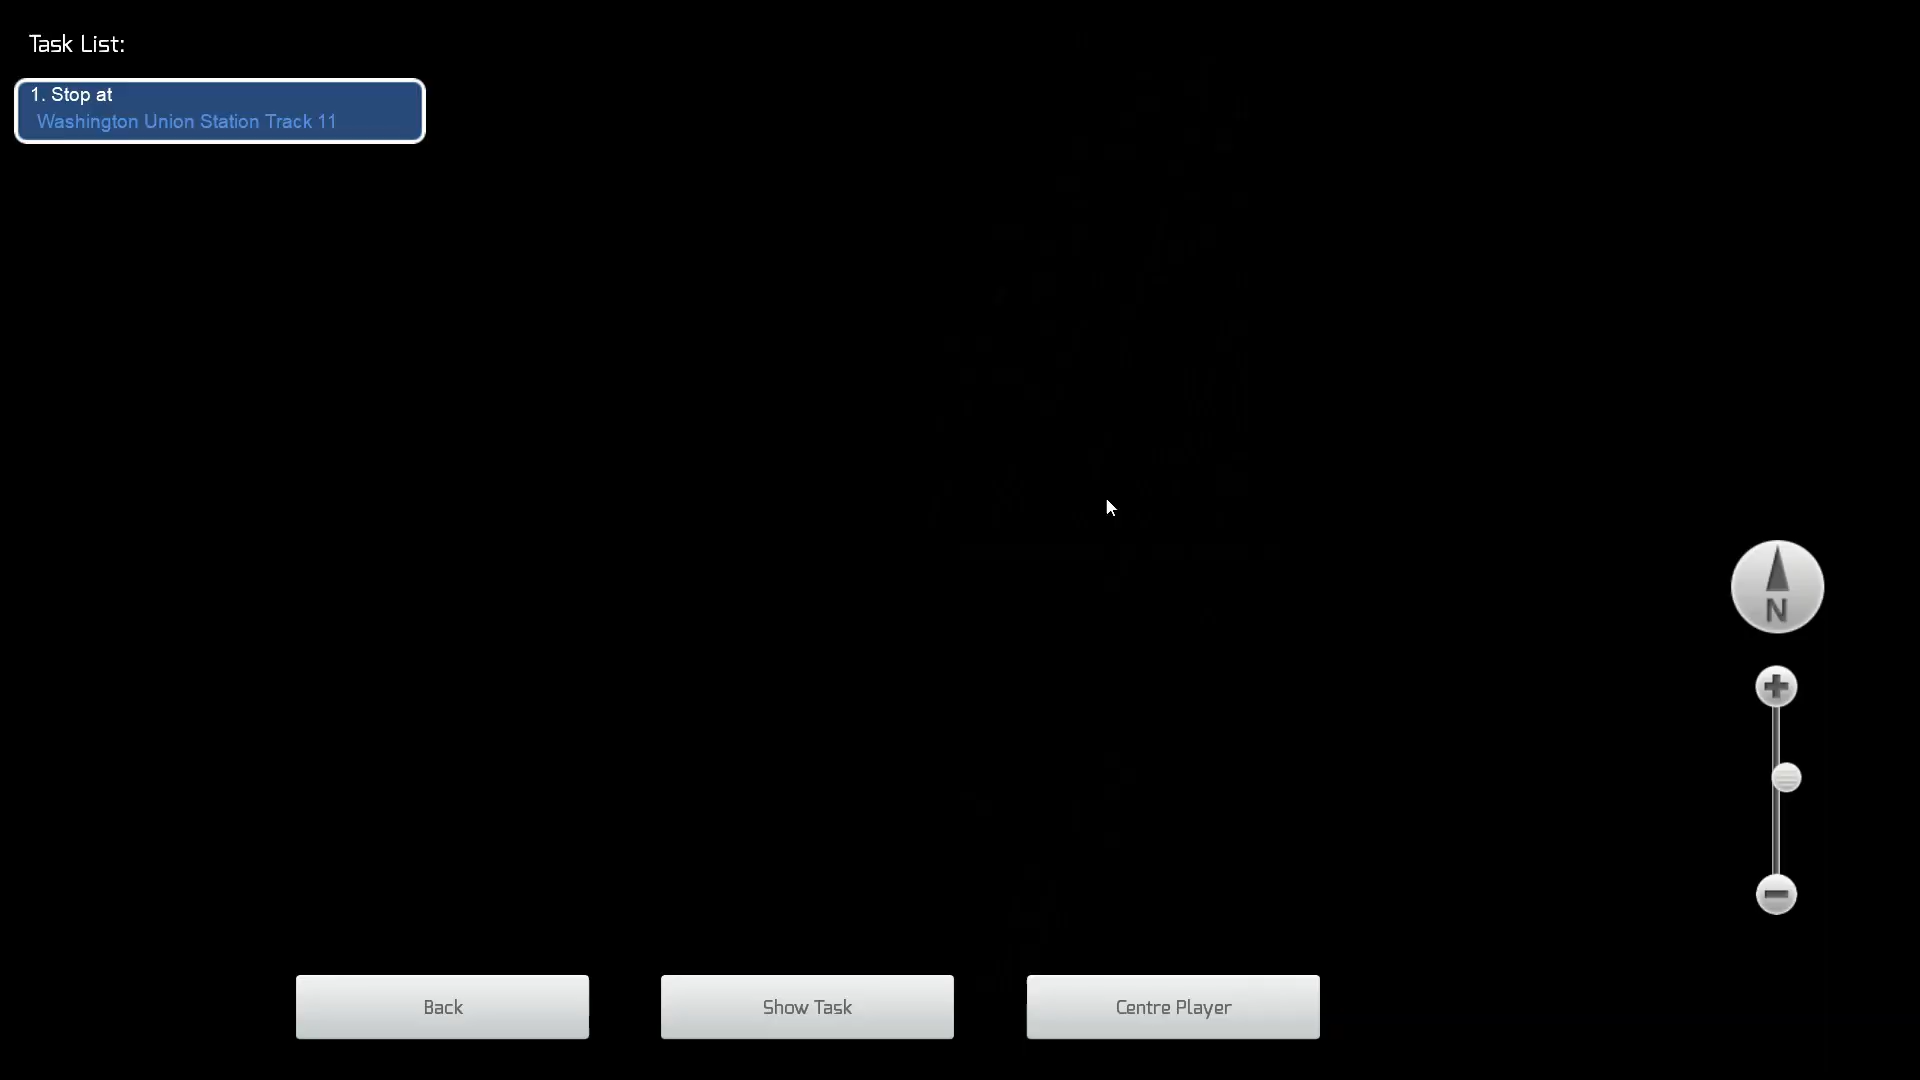 Task List:
1. Stop at
Washington Union Station Track 11
N
Back
Show Task
Centre Player